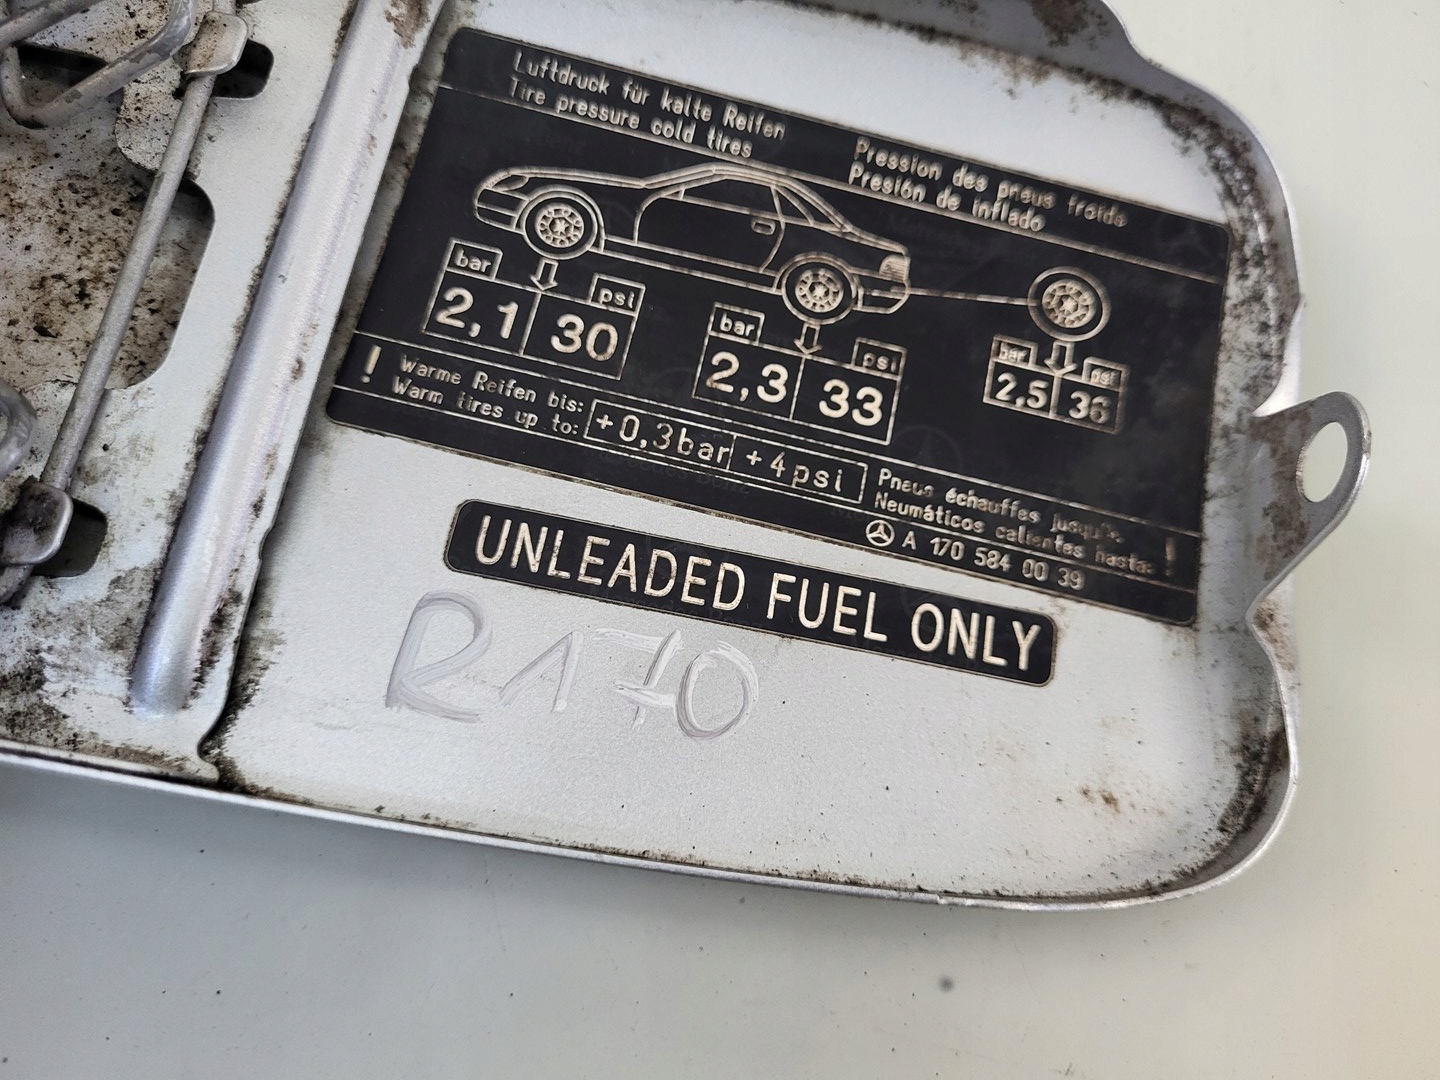 Luftdruck für kalte Reifen
Tire pressure cold tires
Pression des pneus froids
Presión de inflado
bar psi
2,1 30
bar psi
2,3 33
bar psi
2,5 36
! Warme Reifen bis:
Warm tires up to:
+0,3bar +4psi
Pneus échauffes jusqu'à:
Neumáticos calientes hasta: !
A 170 584 00 39
UNLEADED FUEL ONLY
R170